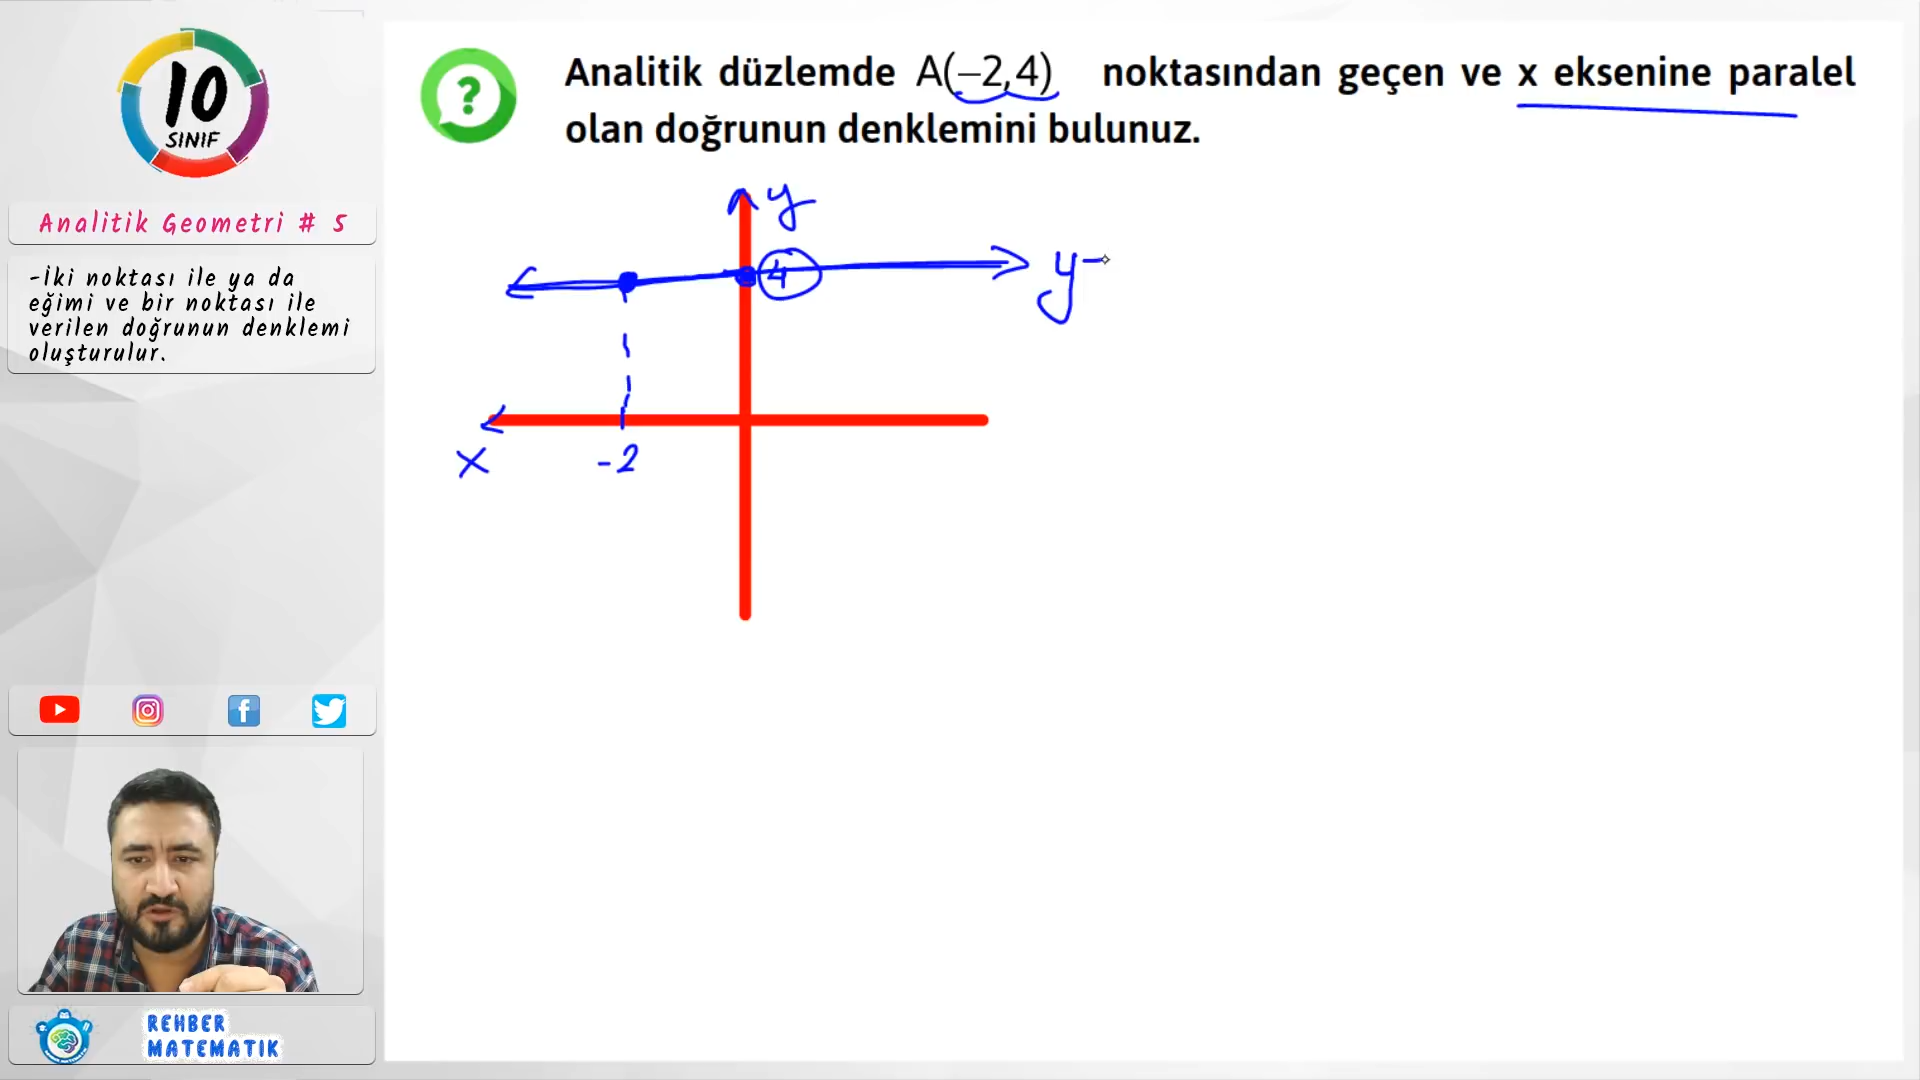 10
SINIF
Analitik Geometri # 5
-İki noktası ile ya da
eğimi ve bir noktası ile
verilen doğrunun denklemi
oluşturulur.
Analitik düzlemde A(−2,4) noktasından geçen ve x eksenine paralel
olan doğrunun denklemini bulunuz.
y
4
y-
x
-2
REHBER
MATEMATIK